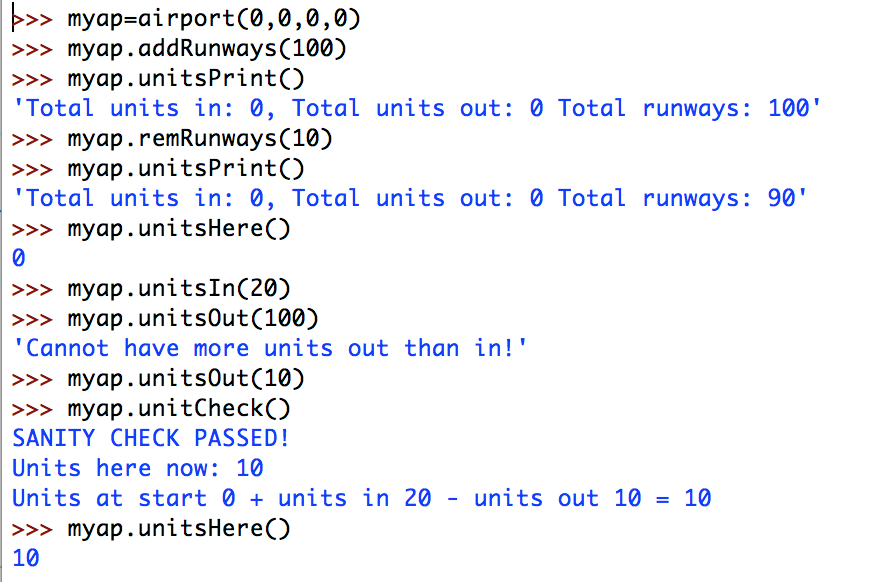 >>> myap=airport(0,0,0,0)
>>> myap.addRunways(100)
>>> myap.unitsPrint()
'Total units in: 0, Total units out: 0 Total runways: 100'
>>> myap.remRunways(10)
>>> myap.unitsPrint()
'Total units in: 0, Total units out: 0 Total runways: 90'
>>> myap.unitsHere()
0
>>> myap.unitsIn(20)
>>> myap.unitsOut(100)
'Cannot have more units out than in!'
>>> myap.unitsOut(10)
>>> myap.unitCheck()
SANITY CHECK PASSED!
Units here now: 10
Units at start 0 + units in 20 - units out 10 = 10
>>> myap.unitsHere()
10